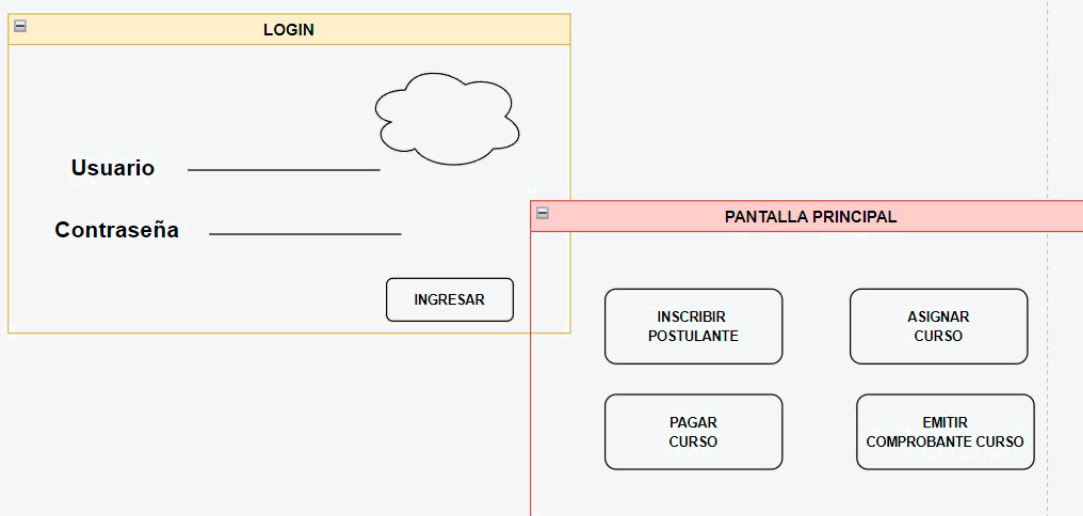 LOGIN
Usuario
Contraseña
INGRESAR
PANTALLA PRINCIPAL
INSCRIBIR
POSTULANTE
ASIGNAR
CURSO
PAGAR
CURSO
EMITIR
COMPROBANTE CURSO